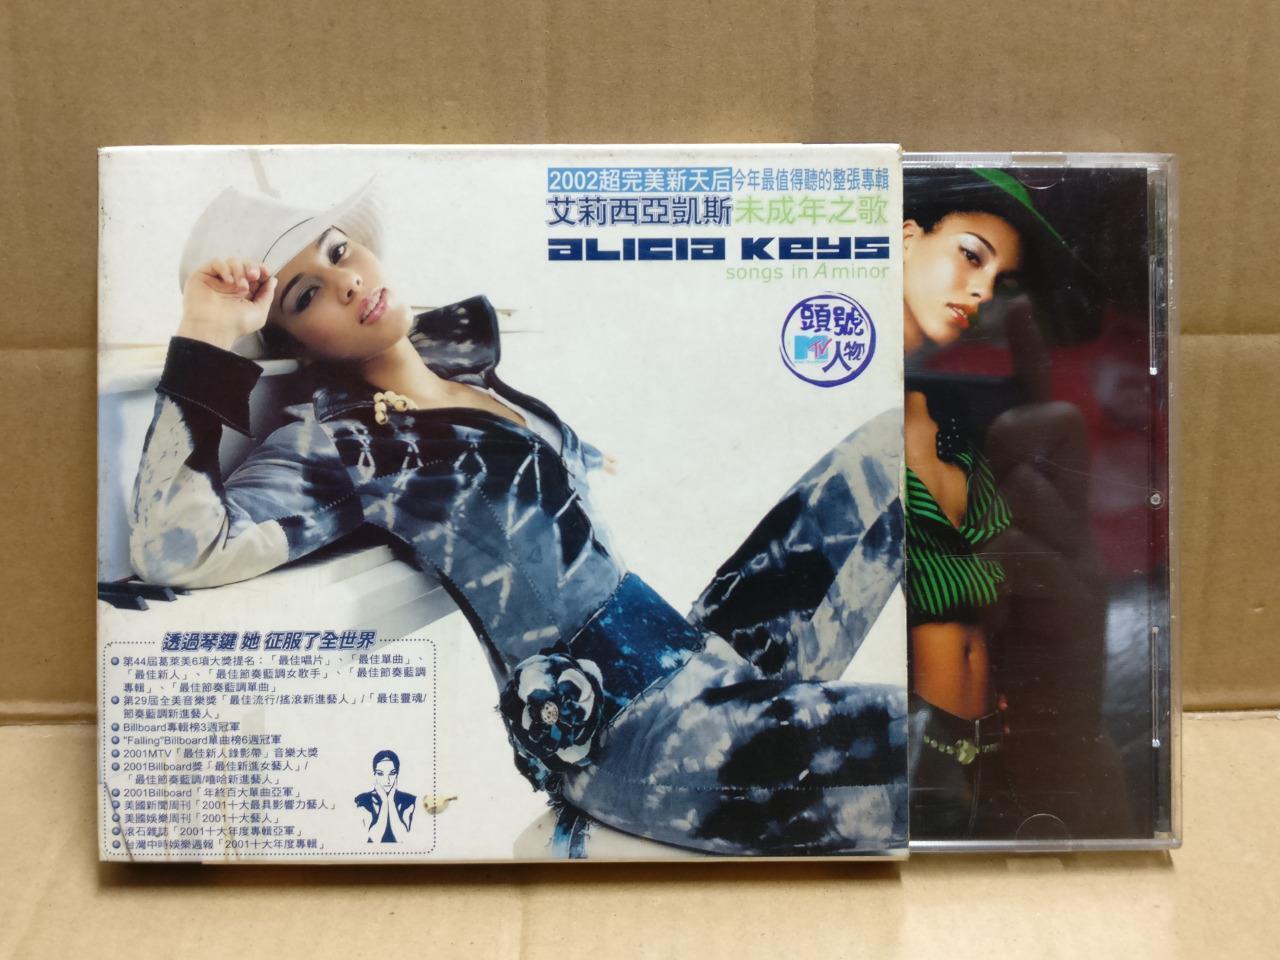 2002超完美新天后今年最值得聽的整張專輯
艾莉西亞凱斯未成年之歌
alicia keys
songs in A minor
頭號
MTV人物
透過琴鍵 她 征服了全世界
第44屆葛萊美6項大獎提名：「最佳唱片」、「最佳單曲」、
「最佳新人」、「最佳節奏藍調女歌手」、「最佳節奏藍調
專輯」、「最佳節奏藍調單曲」
第29屆全美音樂獎「最佳流行/搖滾新進藝人」/「最佳靈魂/
節奏藍調新進藝人」
Billboard專輯榜3週冠軍
"Falling"Billboard單曲榜6週冠軍
2001MTV「最佳新人錄影帶」音樂大獎
2001Billboard獎「最佳新進女藝人」/
「最佳節奏藍調/嘻哈新進藝人」
2001Billboard「年終百大單曲亞軍」
美國新聞周刊「2001十大最具影響力藝人」
美國娛樂周刊「2001十大藝人」
滾石雜誌「2001十大年度專輯亞軍」
台灣中時娛樂週報「2001十大年度專輯」